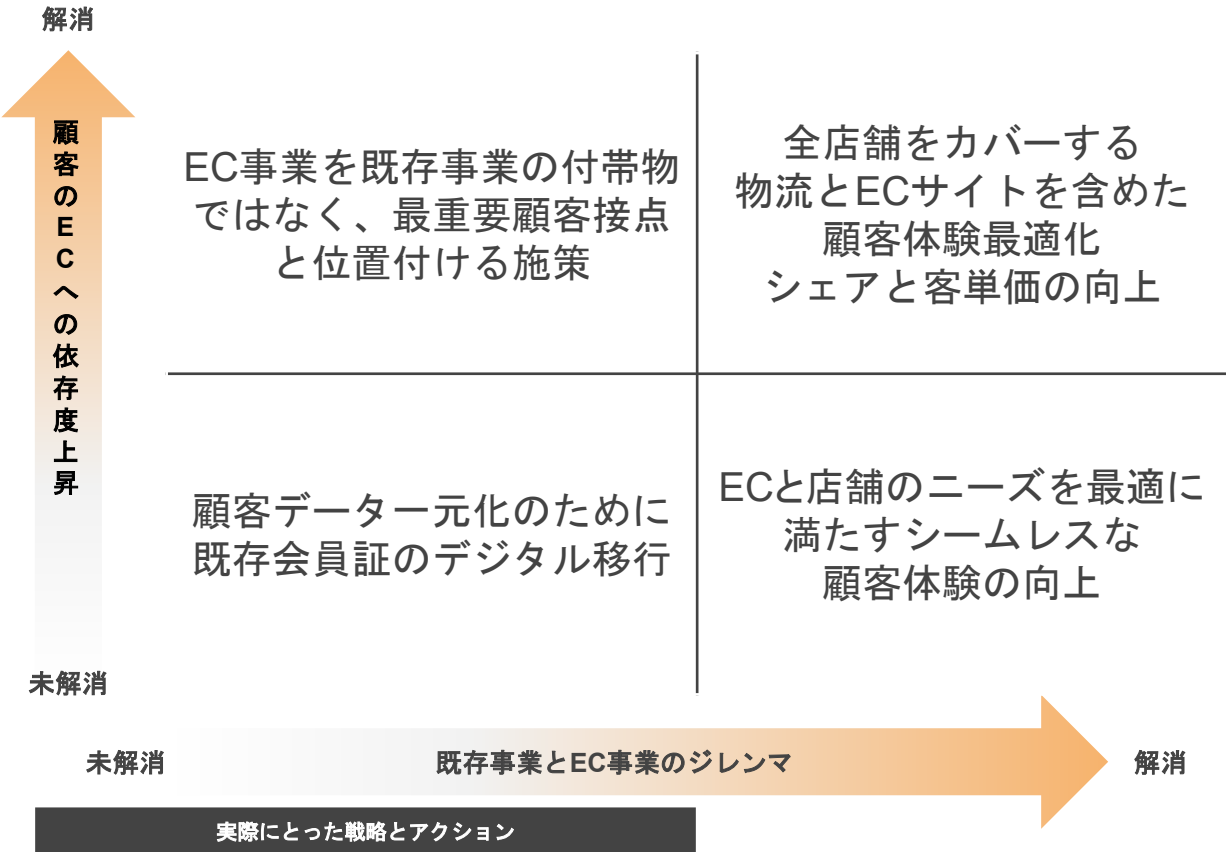 解消
顧客のECへの依存度上昇
EC事業を既存事業の付帯物
ではなく、最重要顧客接点
と位置付ける施策
全店舗をカバーする
物流とECサイトを含めた
顧客体験最適化
シェアと客単価の向上
顧客データー元化のために
既存会員証のデジタル移行
ECと店舗のニーズを最適に
満たすシームレスな
顧客体験の向上
未解消
未解消
既存事業とEC事業のジレンマ
解消
実際にとった戦略とアクション